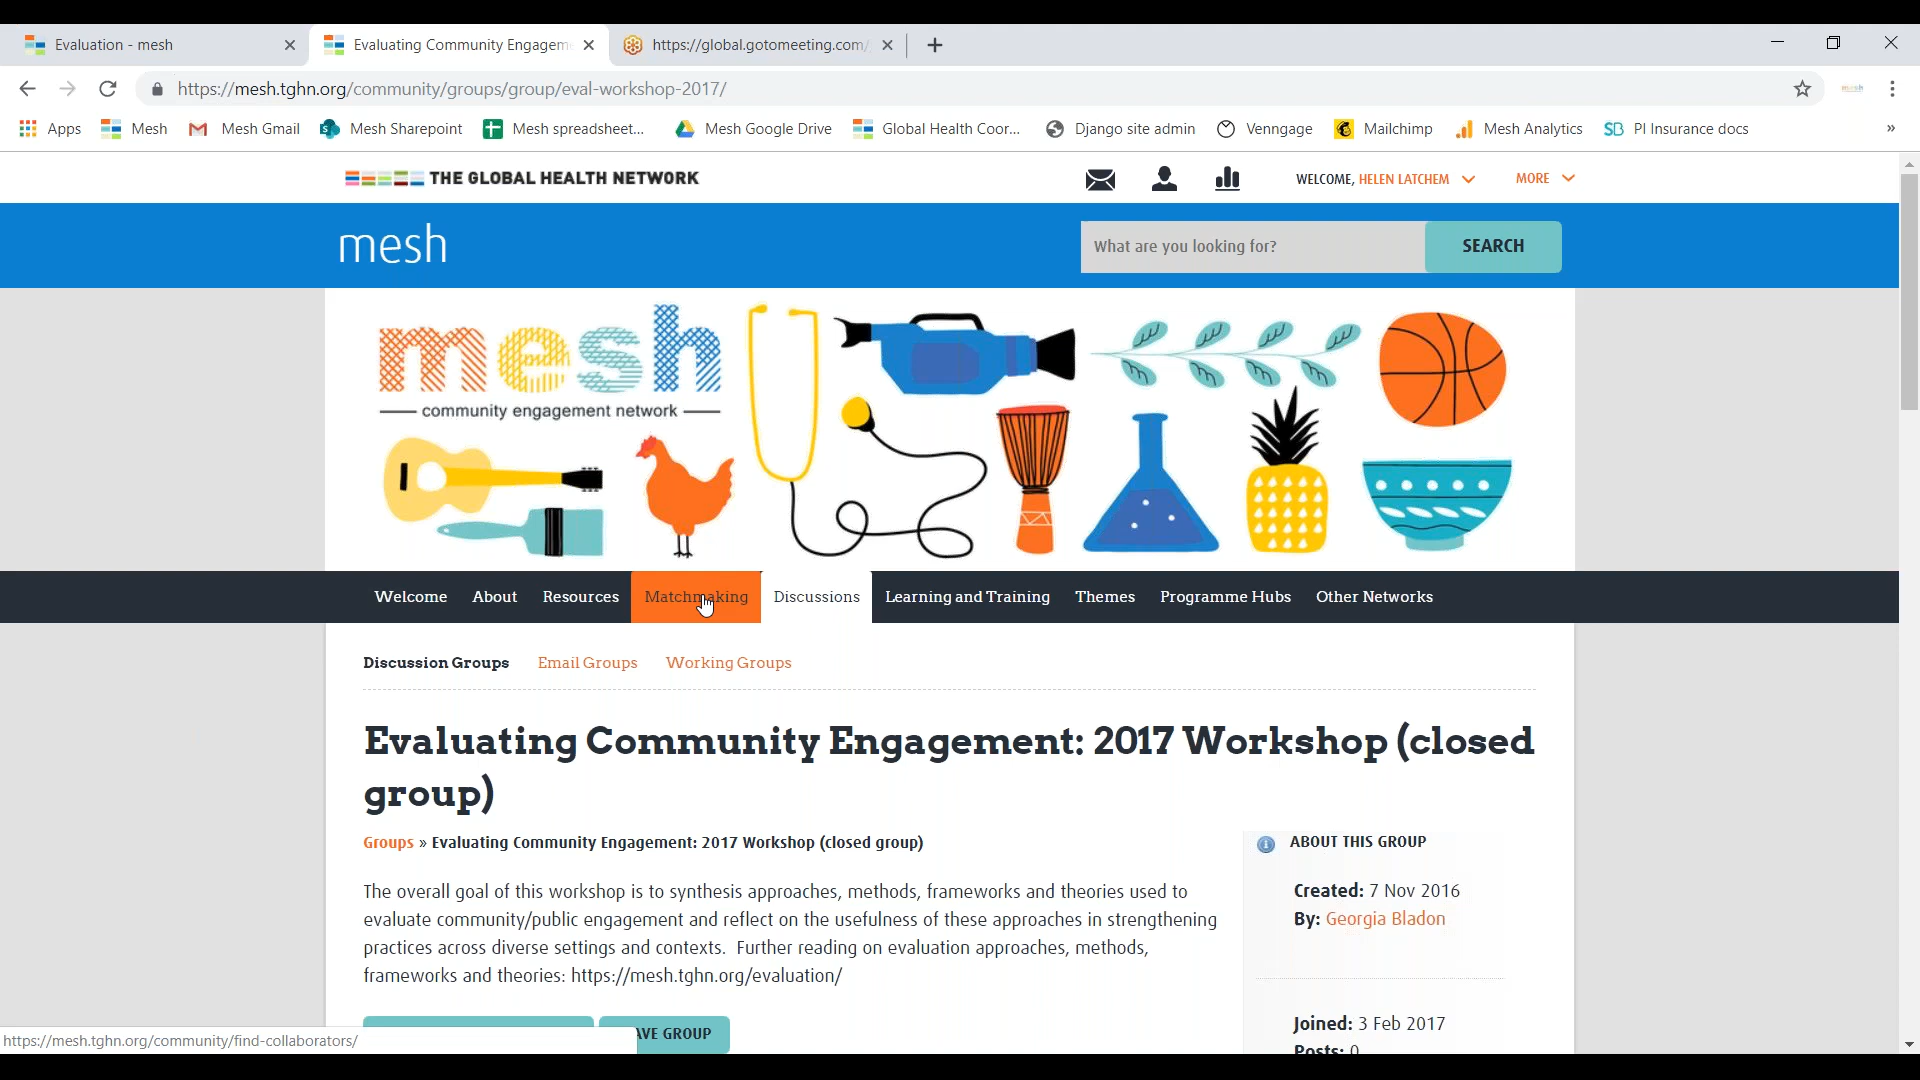 Evaluation - mesh
Evaluating Community Engagem
https://global.gotomeeting.com/
https://mesh.tghn.org/community/groups/group/eval-workshop-2017/
Apps Mesh Mesh Gmail Mesh Sharepoint Mesh spreadsheet... Mesh Google Drive Global Health Coor... Django site admin Venngage Mailchimp Mesh Analytics PI Insurance docs »
THE GLOBAL HEALTH NETWORK
WELCOME, HELEN LATCHEM MORE
mesh
What are you looking for? SEARCH
mesh
community engagement network
Welcome About Resources Matchmaking Discussions Learning and Training Themes Programme Hubs Other Networks
Discussion Groups Email Groups Working Groups
Evaluating Community Engagement: 2017 Workshop (closed
group)
Groups » Evaluating Community Engagement: 2017 Workshop (closed group)
The overall goal of this workshop is to synthesis approaches, methods, frameworks and theories used to
evaluate community/public engagement and reflect on the usefulness of these approaches in strengthening
practices across diverse settings and contexts. Further reading on evaluation approaches, methods,
frameworks and theories: https://mesh.tghn.org/evaluation/
AVE GROUP
ABOUT THIS GROUP
Created: 7 Nov 2016
By: Georgia Bladon
Joined: 3 Feb 2017
Posts: 0
https://mesh.tghn.org/community/find-collaborators/